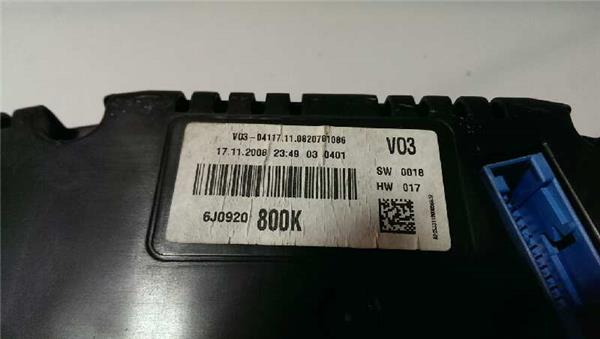 V03-04117.11.0820781086
17.11.2008 23:49 03 0401
V03
SW 0018
HW 017
6J0920 800K